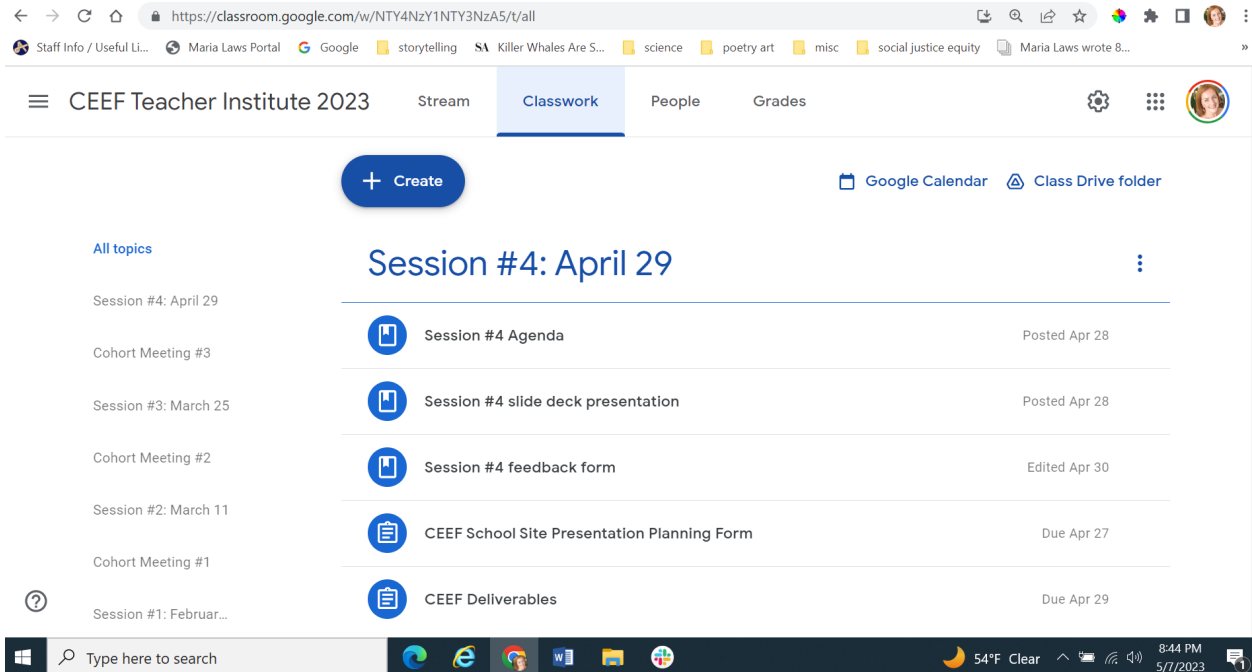 https://classroom.google.com/w/NTY4NzY1NTY3NzA5/t/all
Staff Info / Useful Li... Maria Laws Portal Google storytelling SA Killer Whales Are S... science poetry art misc social justice equity Maria Laws wrote 8... »
CEEF Teacher Institute 2023 Stream Classwork People Grades
+ Create Google Calendar Class Drive folder
All topics
Session #4: April 29
Cohort Meeting #3
Session #3: March 25
Cohort Meeting #2
Session #2: March 11
Cohort Meeting #1
Session #1: Februar...
Session #4: April 29
Session #4 Agenda Posted Apr 28
Session #4 slide deck presentation Posted Apr 28
Session #4 feedback form Edited Apr 30
CEEF School Site Presentation Planning Form Due Apr 27
CEEF Deliverables Due Apr 29
Type here to search 54°F Clear 8:44 PM
5/7/2023